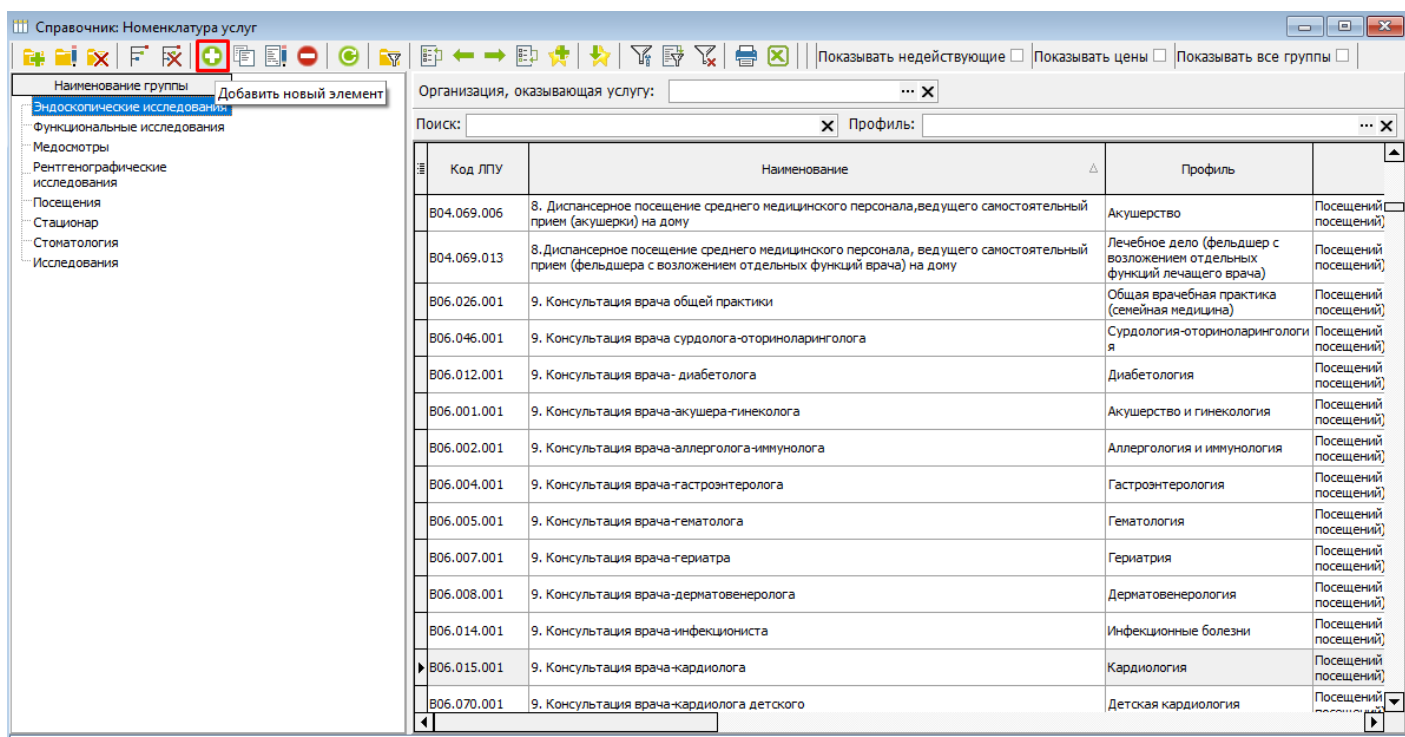 Справочник: Номенклатура услуг
Показывать недействующие Показывать цены Показывать все группы
Наименование группы
Добавить новый элемент
Эндоскопические исследования
Функциональные исследования
Медосмотры
Рентгенографические
исследования
Посещения
Стационар
Стоматология
Исследования
Организация, оказывающая услугу: ...
Поиск: Профиль: ...
Код ЛПУ Наименование Профиль
B04.069.006 8. Диспансерное посещение среднего медицинского персонала,ведущего самостоятельный Акушерство Посещений
прием (акушерки) на дому посещений)
B04.069.013 8.Диспансерное посещение среднего медицинского персонала, ведущего самостоятельный Лечебное дело (фельдшер с Посещений
прием (фельдшера с возложением отдельных функций врача) на дому возложением отдельных посещений)
функций лечащего врача)
B06.026.001 9. Консультация врача общей практики Общая врачебная практика Посещений
(семейная медицина) посещений)
B06.046.001 9. Консультация врача сурдолога-оториноларинголога Сурдология-оториноларингологи Посещений
я посещений)
B06.012.001 9. Консультация врача- диабетолога Диабетология Посещений
посещений)
B06.001.001 9. Консультация врача-акушера-гинеколога Акушерство и гинекология Посещений
посещений)
B06.002.001 9. Консультация врача-аллерголога-иммунолога Аллергология и иммунология Посещений
посещений)
B06.004.001 9. Консультация врача-гастроэнтеролога Гастроэнтерология Посещений
посещений)
B06.005.001 9. Консультация врача-гематолога Гематология Посещений
посещений)
B06.007.001 9. Консультация врача-гериатра Гериатрия Посещений
посещений)
B06.008.001 9. Консультация врача-дерматовенеролога Дерматовенерология Посещений
посещений)
B06.014.001 9. Консультация врача-инфекциониста Инфекционные болезни Посещений
посещений)
B06.015.001 9. Консультация врача-кардиолога Кардиология Посещений
посещений)
B06.070.001 9. Консультация врача-кардиолога детского Детская кардиология Посещений